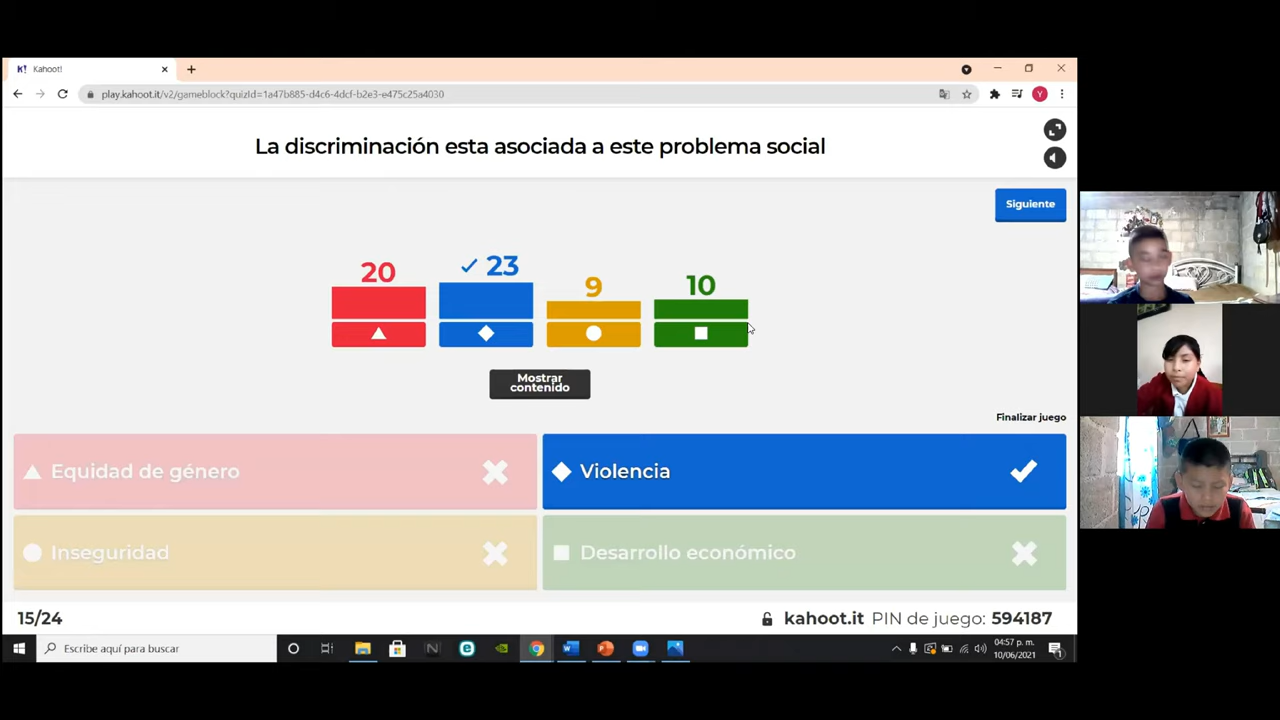 Kahoot!
play.kahoot.it/v2/gameblock?quizId=1a47b885-d4c6-4dcf-b2e3-e475c25a4030
La discriminación esta asociada a este problema social
Siguiente
20
23
9
10
Mostrar
contenido
Finalizar juego
Equidad de género
Violencia
Inseguridad
Desarrollo económico
15/24
kahoot.it PIN de juego: 594187
Escribe aquí para buscar
04:57 p. m.
10/06/2021